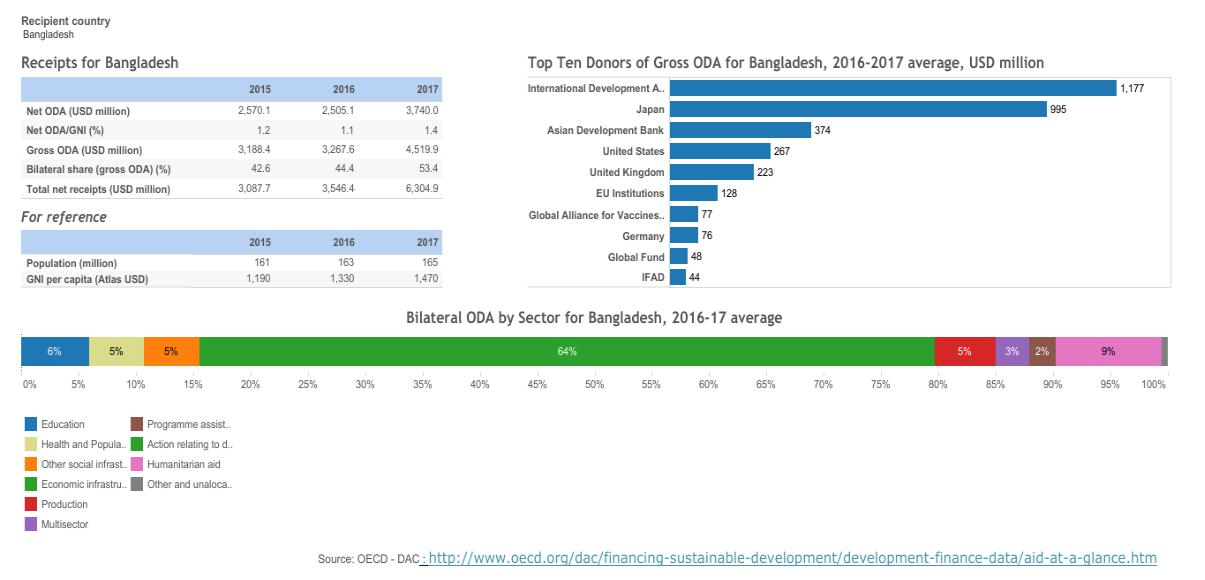 Recipient country
Bangladesh
Receipts for Bangladesh
2015 2016 2017
Net ODA (USD million) 2,570.1 2,505.1 3,740.0
Net ODA/GNI (%) 1.2 1.1 1.4
Gross ODA (USD million) 3,188.4 3,267.6 4,519.9
Bilateral share (gross ODA) (%) 42.6 44.4 53.4
Total net receipts (USD million) 3,087.7 3,546.4 6,304.9
For reference
2015 2016 2017
Population (million) 161 163 165
GNI per capita (Atlas USD) 1,190 1,330 1,470
Top Ten Donors of Gross ODA for Bangladesh, 2016-2017 average, USD million
International Development A.. 1,177
Japan 995
Asian Development Bank 374
United States 267
United Kingdom 223
EU Institutions 128
Global Alliance for Vaccines.. 77
Germany 76
Global Fund 48
IFAD 44
Bilateral ODA by Sector for Bangladesh, 2016-17 average
6% 5% 5% 64% 5% 3% 2% 9%
0% 5% 10% 15% 20% 25% 30% 35% 40% 45% 50% 55% 60% 65% 70% 75% 80% 85% 90% 95% 100%
Education Programme assist..
Health and Popula.. Action relating to d..
Other social infrast.. Humanitarian aid
Economic infrastru.. Other and unaloca..
Production
Multisector
Source: OECD - DAC : http://www.oecd.org/dac/financing-sustainable-development/development-finance-data/aid-at-a-glance.htm